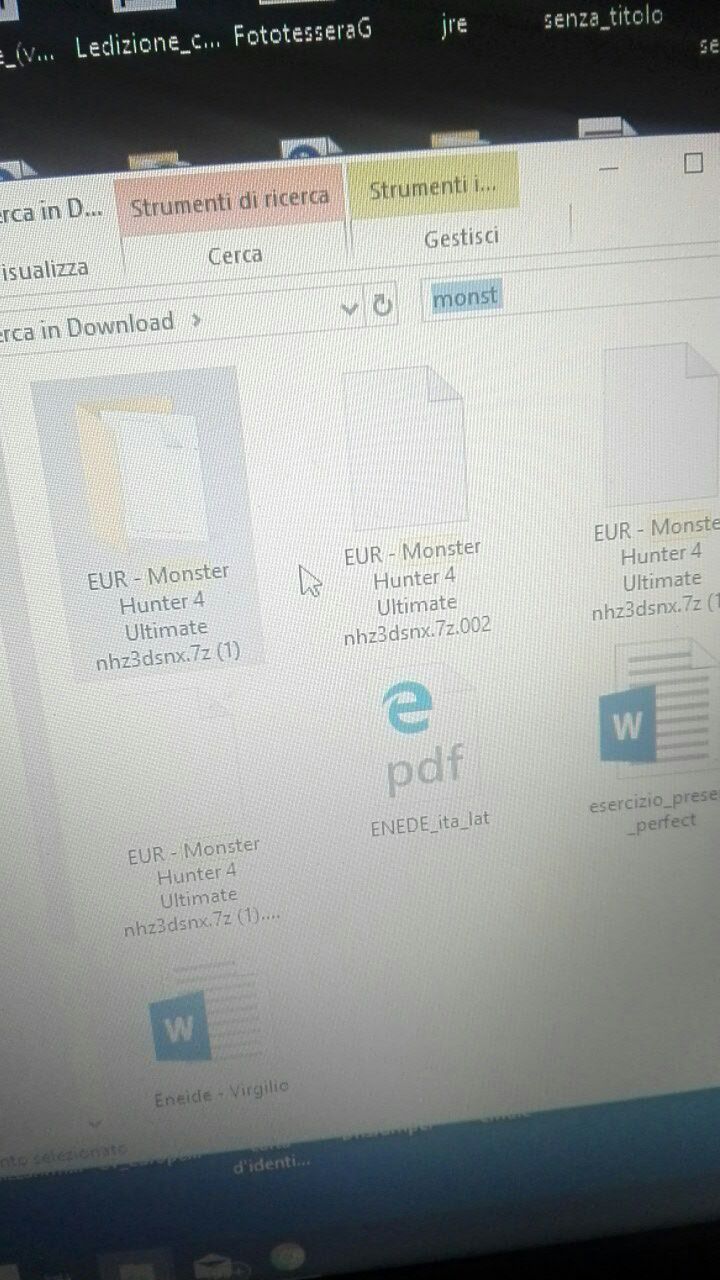 Ledizione_c...
FototesseraG
jre
senza_titolo
se
rca in D...
Strumenti di ricerca
Strumenti i...
isualizza
Cerca
Gestisci
rca in Download
monst
EUR - Monster
Hunter 4
Ultimate
nhz3dsnx.7z (1)
EUR - Monster
Hunter 4
Ultimate
nhz3dsnx.7z.002
EUR - Monste
Hunter 4
Ultimate
nhz3dsnx.7z (1
EUR - Monster
Hunter 4
Ultimate
nhz3dsnx.7z (1)....
pdf
ENEDE_ita_lat
W
esercizio_prese
_perfect
W
Eneide - Virgilio
nto selezionato
d'identi...